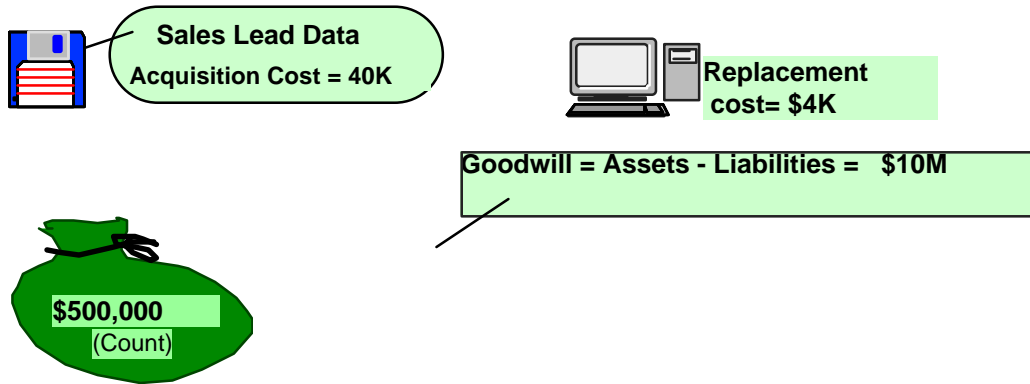 Sales Lead Data
Acquisition Cost = 40K
Replacement
cost= $4K
Goodwill = Assets - Liabilities = $10M
$500,000
(Count)